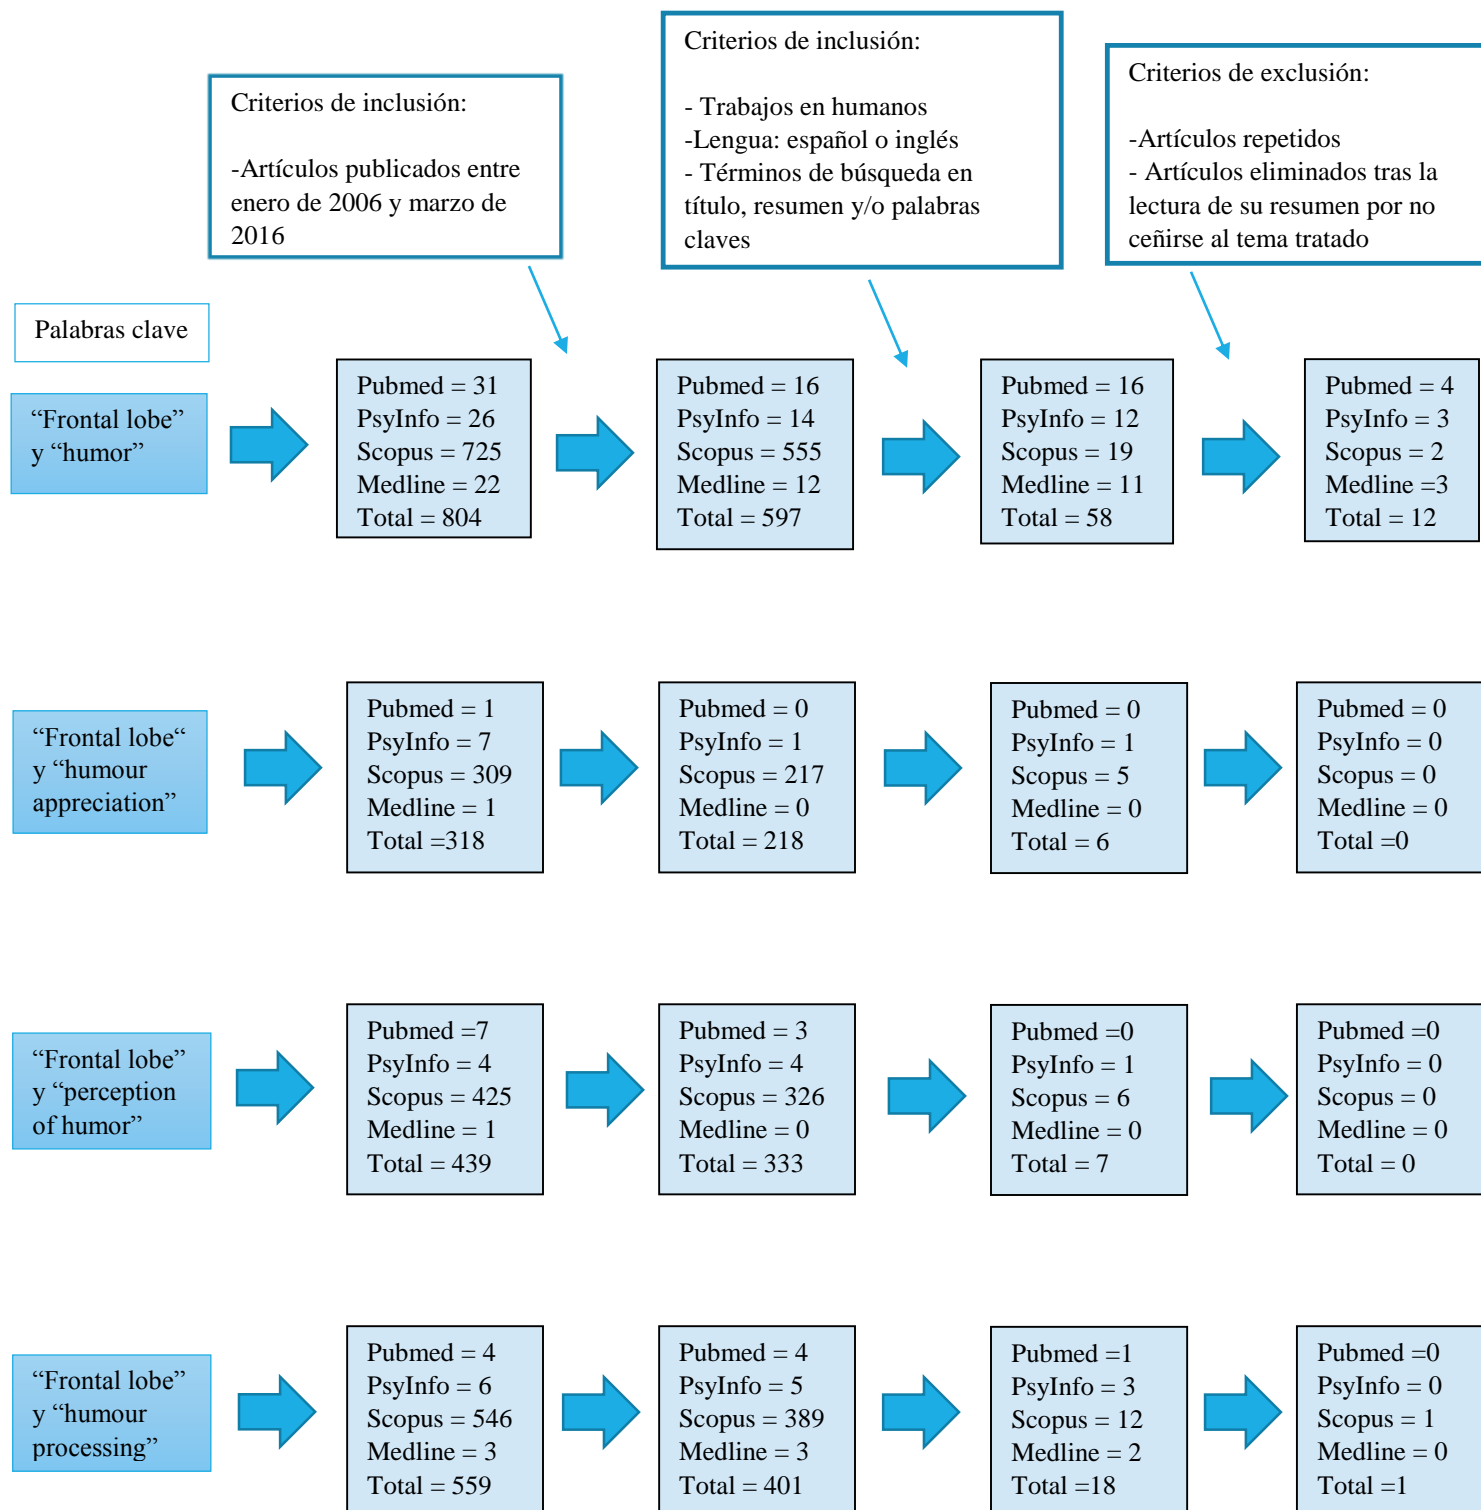 Criterios de inclusión:
-Artículos publicados entre
enero de 2006 y marzo de
2016
Criterios de inclusión:
- Trabajos en humanos
-Lengua: español o inglés
- Términos de búsqueda en
título, resumen y/o palabras
claves
Criterios de exclusión:
-Artículos repetidos
- Artículos eliminados tras la
lectura de su resumen por no
ceñirse al tema tratado
Palabras clave
“Frontal lobe”
y “humor”
Pubmed = 31
PsyInfo = 26
Scopus = 725
Medline = 22
Total = 804
Pubmed = 16
PsyInfo = 14
Scopus = 555
Medline = 12
Total = 597
Pubmed = 16
PsyInfo = 12
Scopus = 19
Medline = 11
Total = 58
Pubmed = 4
PsyInfo = 3
Scopus = 2
Medline =3
Total = 12
“Frontal lobe“
y “humour
appreciation”
Pubmed = 1
PsyInfo = 7
Scopus = 309
Medline = 1
Total =318
Pubmed = 0
PsyInfo = 1
Scopus = 217
Medline = 0
Total = 218
Pubmed = 0
PsyInfo = 1
Scopus = 5
Medline = 0
Total = 6
Pubmed = 0
PsyInfo = 0
Scopus = 0
Medline = 0
Total =0
“Frontal lobe”
y “perception
of humor”
Pubmed =7
PsyInfo = 4
Scopus = 425
Medline = 1
Total = 439
Pubmed = 3
PsyInfo = 4
Scopus = 326
Medline = 0
Total = 333
Pubmed =0
PsyInfo = 1
Scopus = 6
Medline = 0
Total = 7
Pubmed =0
PsyInfo = 0
Scopus = 0
Medline = 0
Total = 0
“Frontal lobe”
y “humour
processing”
Pubmed = 4
PsyInfo = 6
Scopus = 546
Medline = 3
Total = 559
Pubmed = 4
PsyInfo = 5
Scopus = 389
Medline = 3
Total = 401
Pubmed =1
PsyInfo = 3
Scopus = 12
Medline = 2
Total =18
Pubmed =0
PsyInfo = 0
Scopus = 1
Medline = 0
Total =1